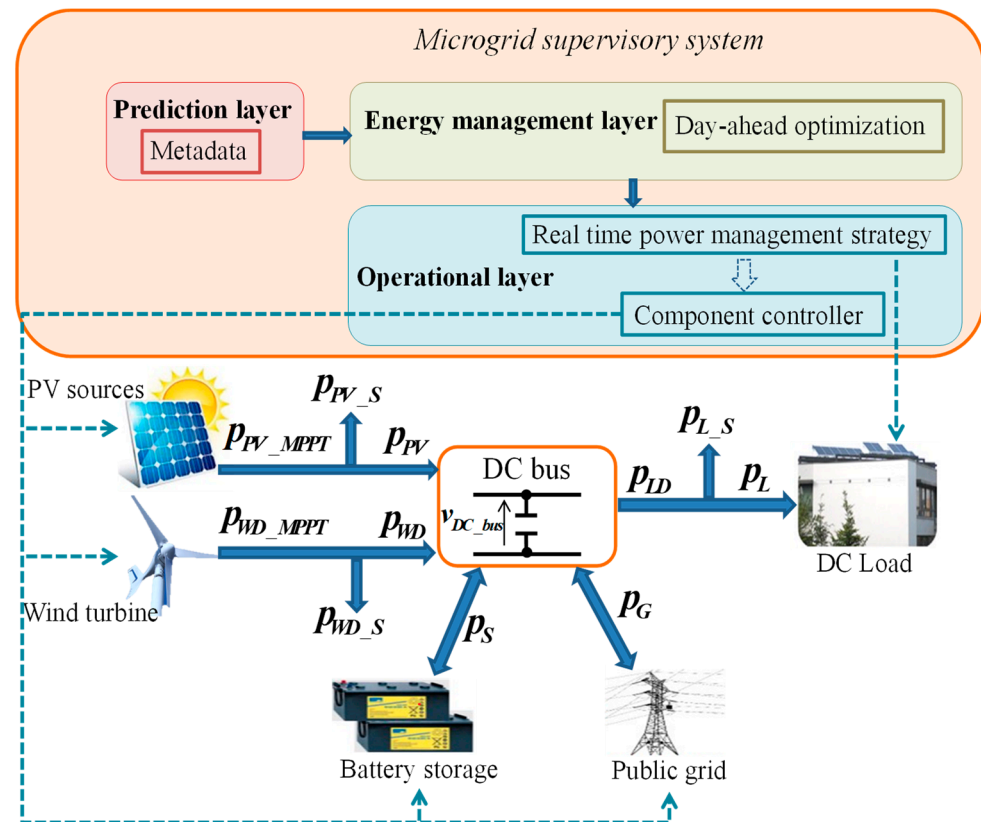 Microgrid supervisory system
Prediction layer
Metadata
Energy management layer
Day-ahead optimization
Real time power management strategy
Operational layer
Component controller
PV sources
p_PV_S
p_PV_MPPT
p_PV
DC bus
p_L_S
p_LD
p_L
v_DC_bus
p_WD_MPPT
p_WD
DC Load
Wind turbine
p_WD_S
p_S
p_G
Battery storage
Public grid